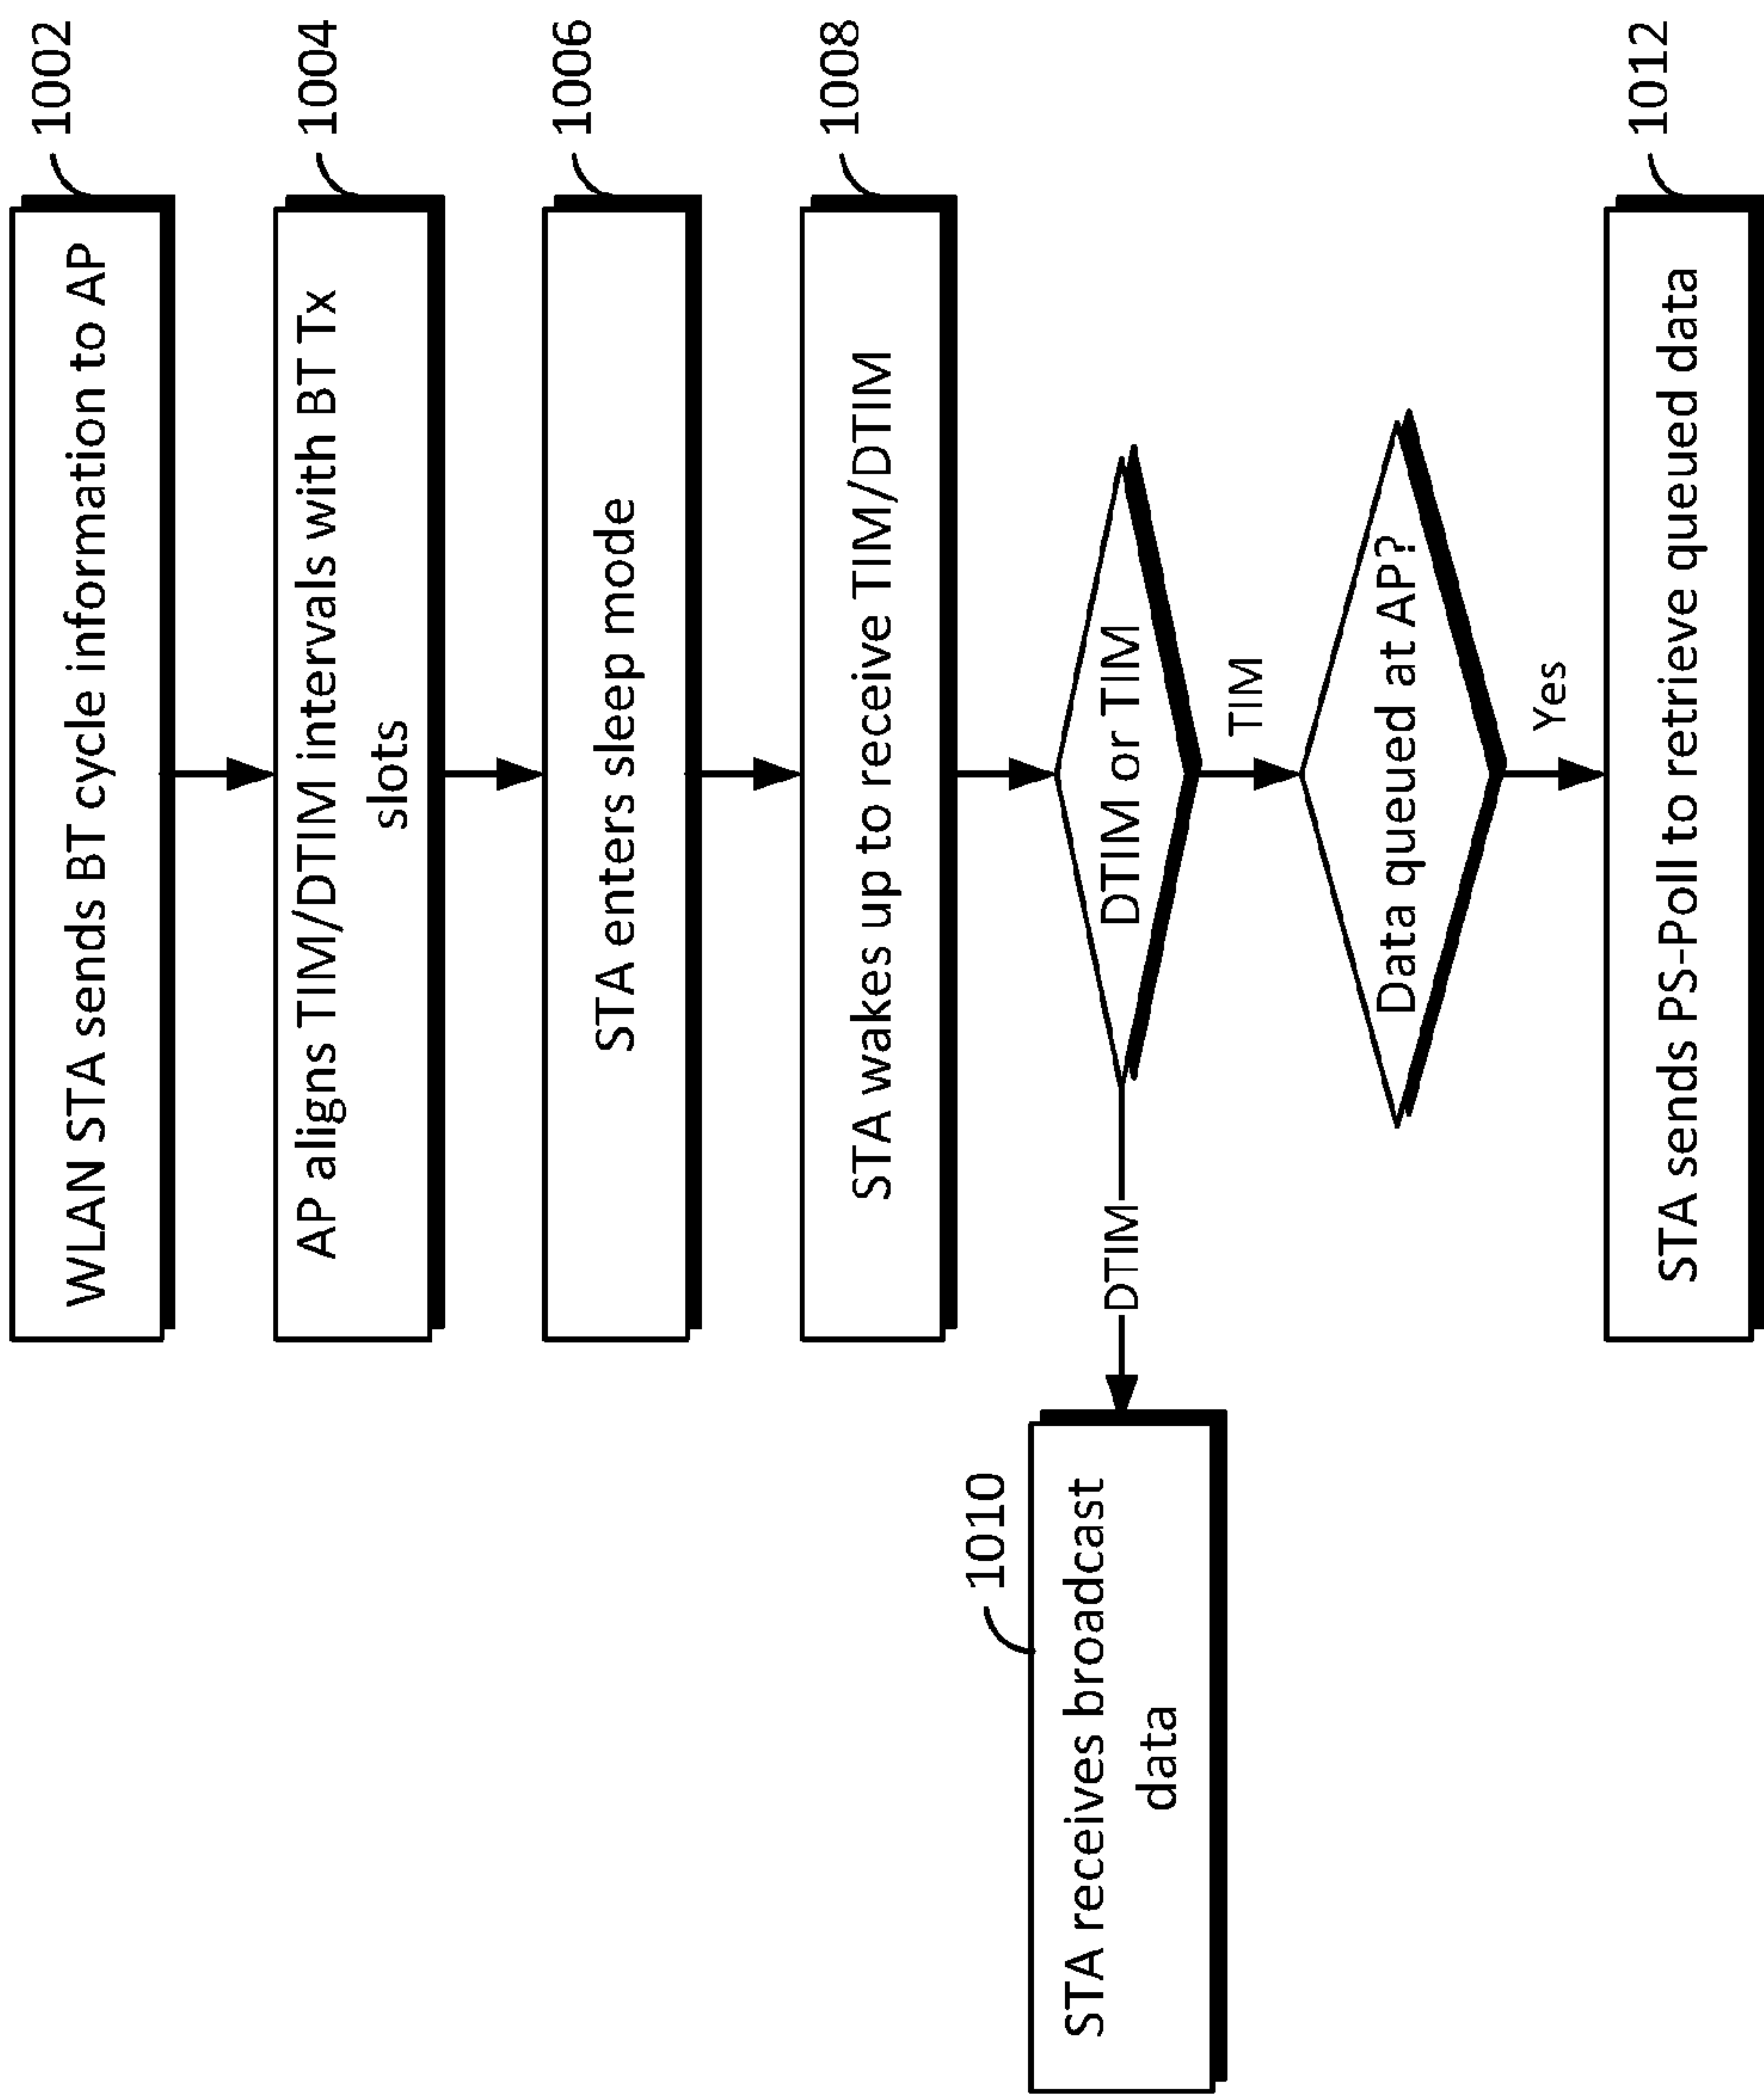 WLAN STA sends BT cycle information to AP
1002
AP aligns TIM/DTIM intervals with BT Tx
slots
1004
STA enters sleep mode
1006
STA wakes up to receive TIM/DTIM
1008
DTIM or TIM
DTIM
1010
STA receives broadcast
data
TIM
Data queued at AP?
Yes
STA sends PS-Poll to retrieve queued data
1012